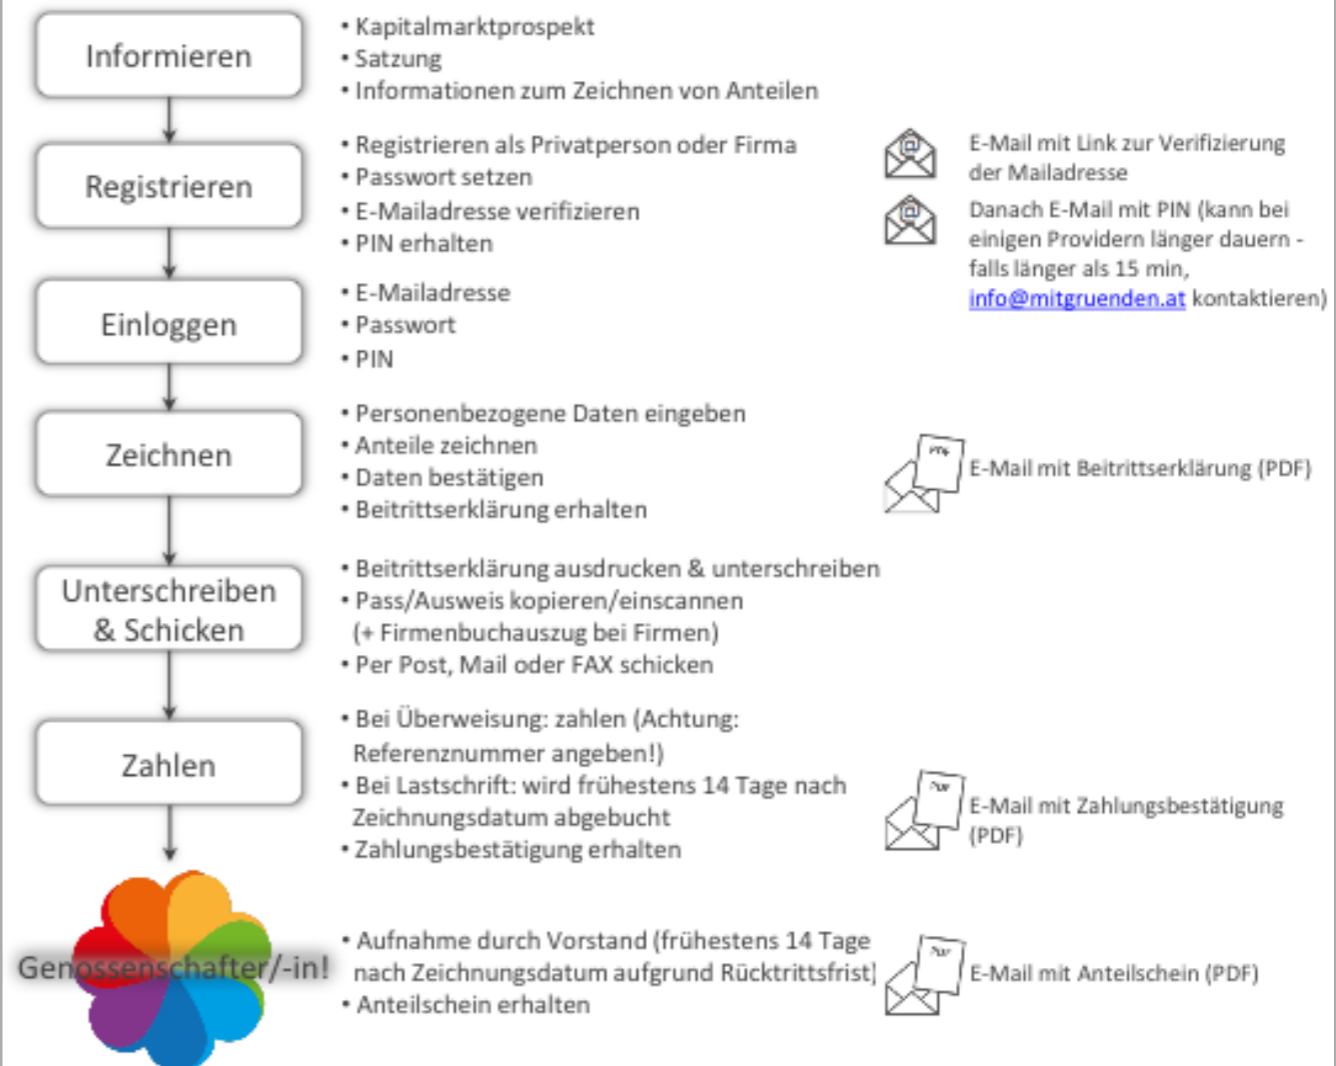 Informieren
• Kapitalmarktprospekt
• Satzung
• Informationen zum Zeichnen von Anteilen
Registrieren
• Registrieren als Privatperson oder Firma
• Passwort setzen
• E-Mailadresse verifizieren
• PIN erhalten
E-Mail mit Link zur Verifizierung
der Mailadresse
Danach E-Mail mit PIN (kann bei
einigen Providern länger dauern -
falls länger als 15 min,
info@mitgruenden.at kontaktieren)
Einloggen
• E-Mailadresse
• Passwort
• PIN
Zeichnen
• Personenbezogene Daten eingeben
• Anteile zeichnen
• Daten bestätigen
• Beitrittserklärung erhalten
E-Mail mit Beitrittserklärung (PDF)
Unterschreiben
& Schicken
• Beitrittserklärung ausdrucken & unterschreiben
• Pass/Ausweis kopieren/einscannen
(+ Firmenbuchauszug bei Firmen)
• Per Post, Mail oder FAX schicken
Zahlen
• Bei Überweisung: zahlen (Achtung:
Referenznummer angeben!)
• Bei Lastschrift: wird frühestens 14 Tage nach
Zeichnungsdatum abgebucht
• Zahlungsbestätigung erhalten
E-Mail mit Zahlungsbestätigung
(PDF)
Genossenschafter/-in!
• Aufnahme durch Vorstand (frühestens 14 Tage
nach Zeichnungsdatum aufgrund Rücktrittsfrist)
• Anteilschein erhalten
E-Mail mit Anteilschein (PDF)